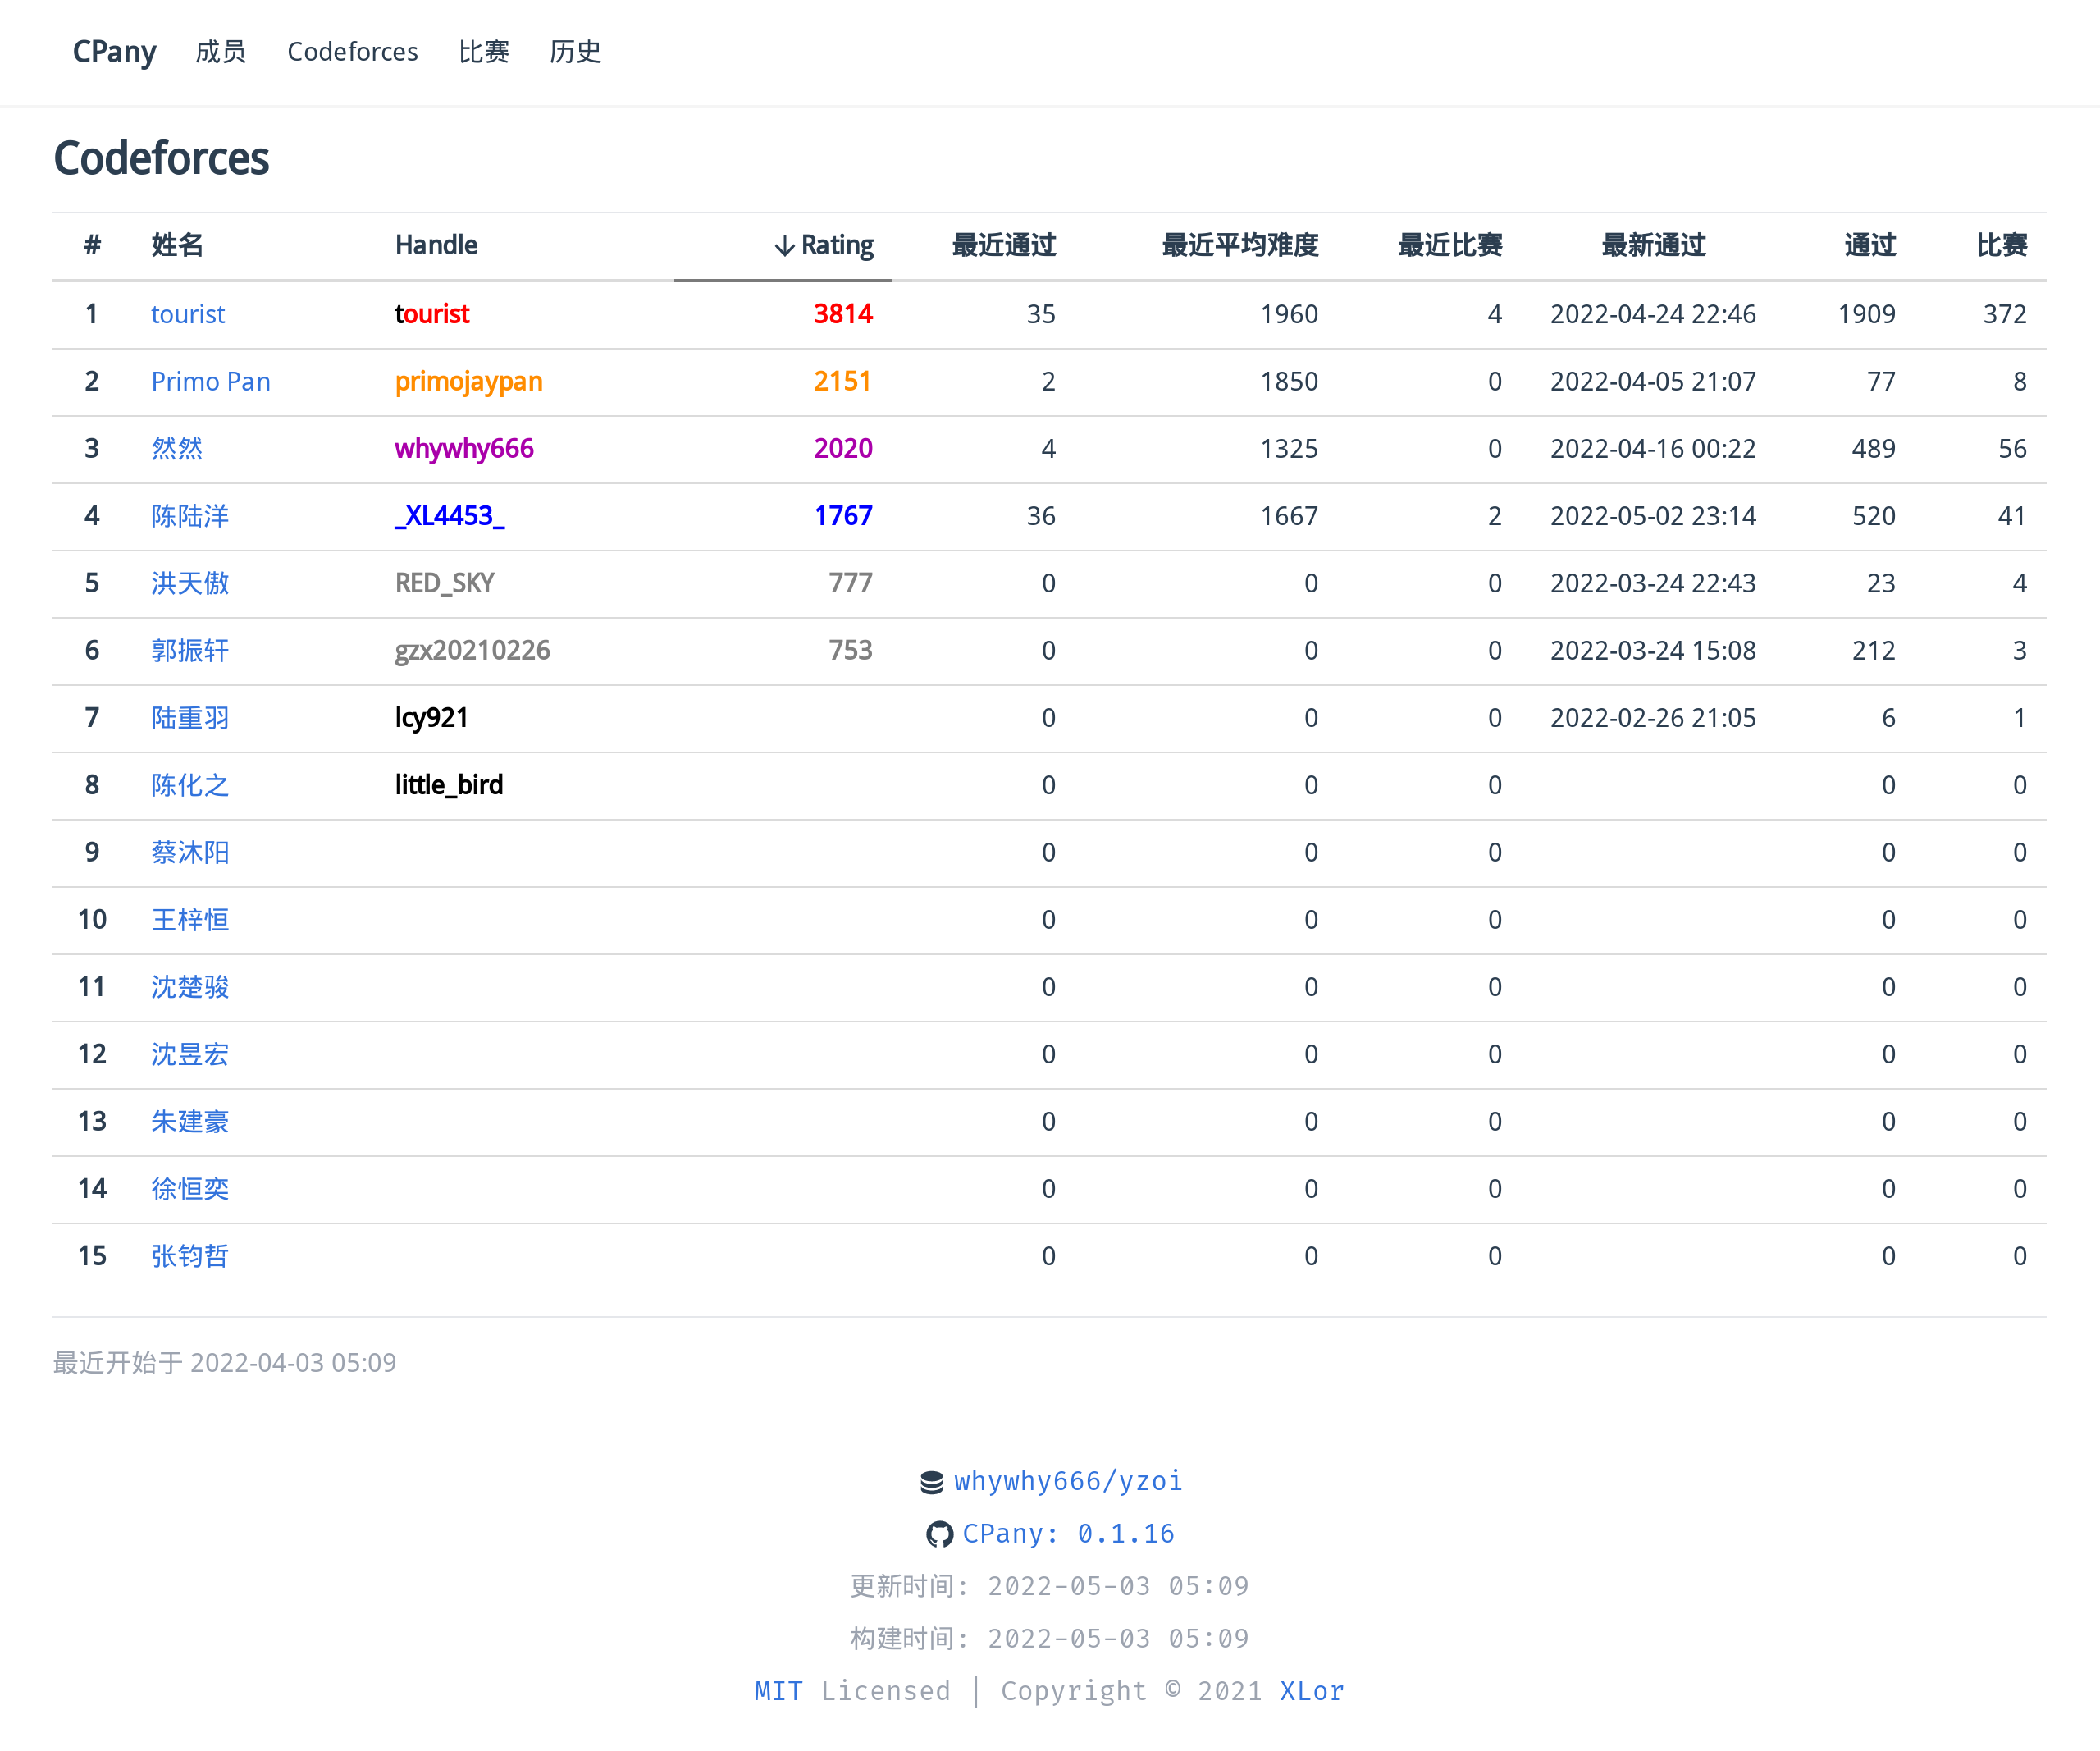 CPany 成员 Codeforces 比赛 历史
Codeforces
# 姓名 Handle ↓ Rating 最近通过 最近平均难度 最近比赛 最新通过 通过 比赛
1 tourist tourist 3814 35 1960 4 2022-04-24 22:46 1909 372
2 Primo Pan primojaypan 2151 2 1850 0 2022-04-05 21:07 77 8
3 然然 whywhy666 2020 4 1325 0 2022-04-16 00:22 489 56
4 陈陆洋 _XL4453_ 1767 36 1667 2 2022-05-02 23:14 520 41
5 洪天傲 RED_SKY 777 0 0 0 2022-03-24 22:43 23 4
6 郭振轩 gzx20210226 753 0 0 0 2022-03-24 15:08 212 3
7 陆重羽 lcy921 0 0 0 2022-02-26 21:05 6 1
8 陈化之 little_bird 0 0 0 0 0
9 蔡沐阳 0 0 0 0 0
10 王梓恒 0 0 0 0 0
11 沈楚骏 0 0 0 0 0
12 沈昱宏 0 0 0 0 0
13 朱建豪 0 0 0 0 0
14 徐恒奕 0 0 0 0 0
15 张钧哲 0 0 0 0 0
最近开始于 2022-04-03 05:09
whywhy666/yzoi
CPany: 0.1.16
更新时间: 2022-05-03 05:09
构建时间: 2022-05-03 05:09
MIT Licensed | Copyright © 2021 XLor